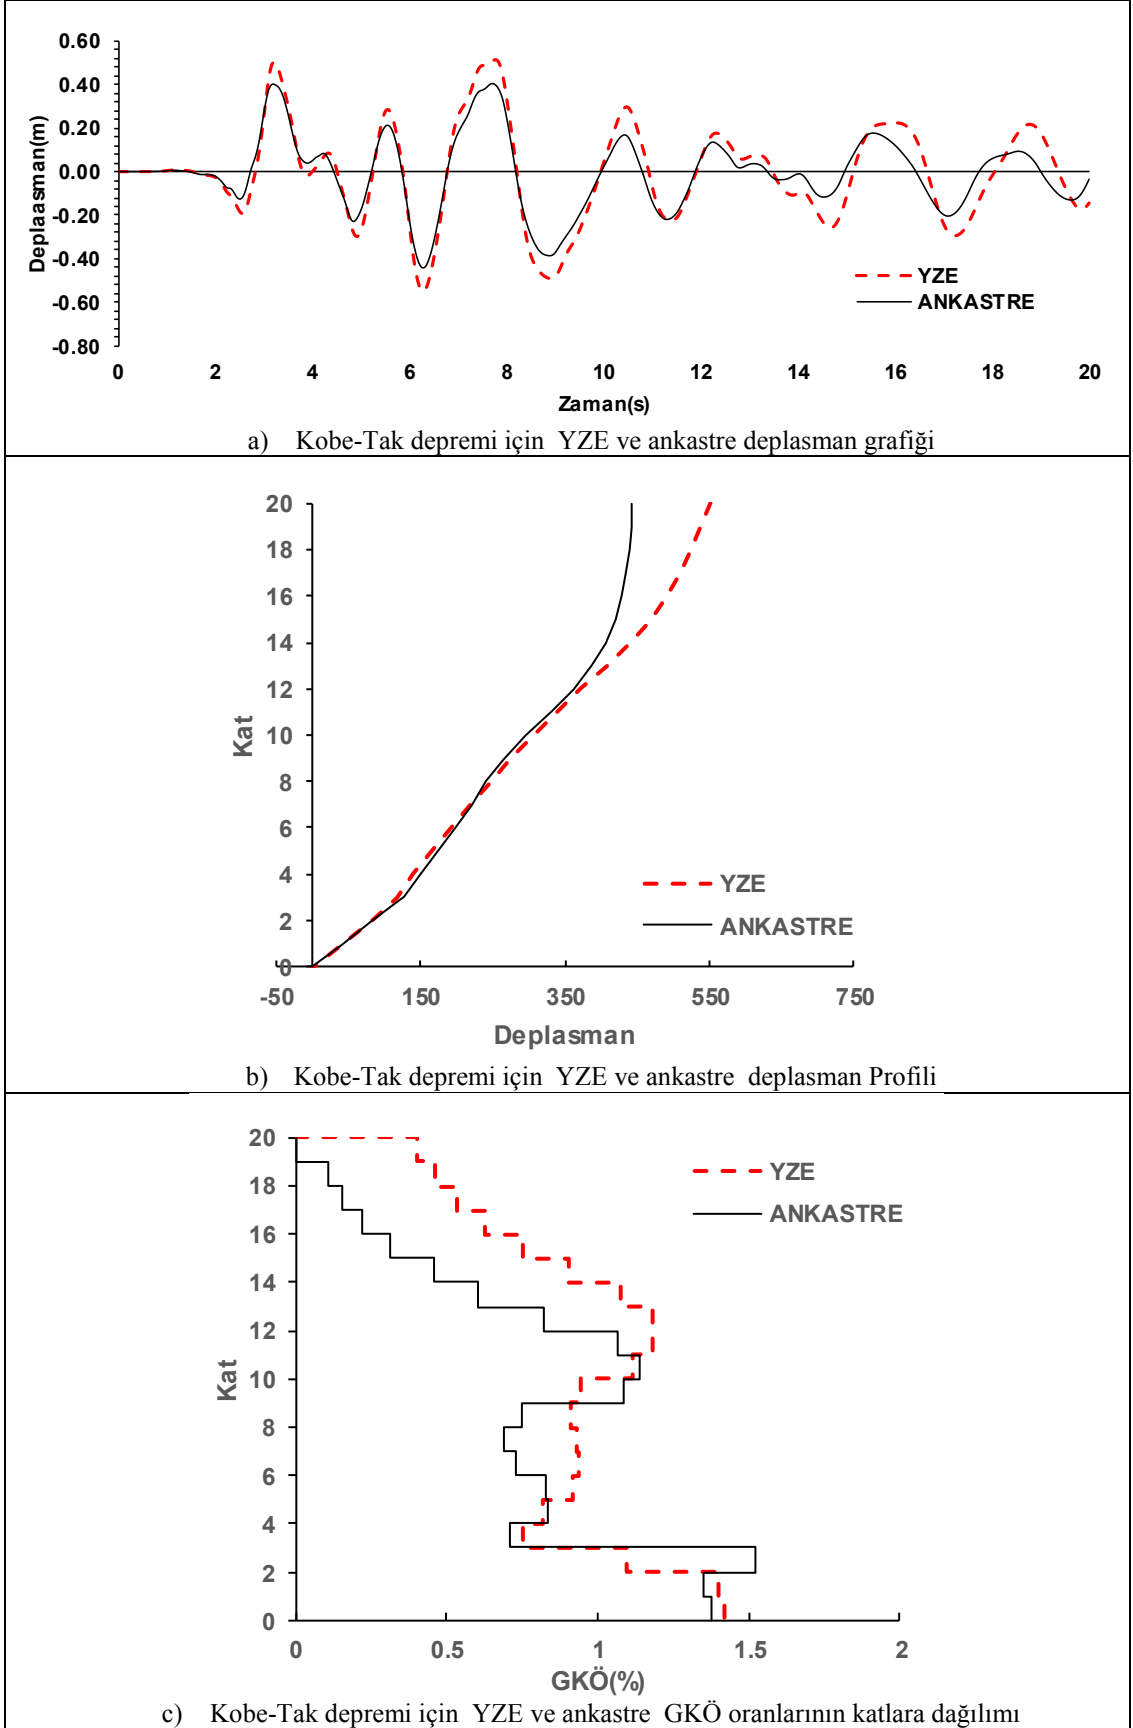 0.60
0.40
0.20
0.00
-0.20
-0.40
-0.60
-0.80
Deplaasman(m)
YZE
ANKASTRE
0 2 4 6 8 10 12 14 16 18 20
Zaman(s)
a) Kobe-Tak depremi için YZE ve ankastre deplasman grafiği
20
18
16
14
12
10
8
6
4
2
0
Kat
YZE
ANKASTRE
-50 150 350 550 750
Deplasman
b) Kobe-Tak depremi için YZE ve ankastre deplasman Profili
20
18
16
14
12
10
8
6
4
2
0
Kat
YZE
ANKASTRE
0 0.5 1 1.5 2
GKÖ(%)
c) Kobe-Tak depremi için YZE ve ankastre GKÖ oranlarının katlara dağılımı